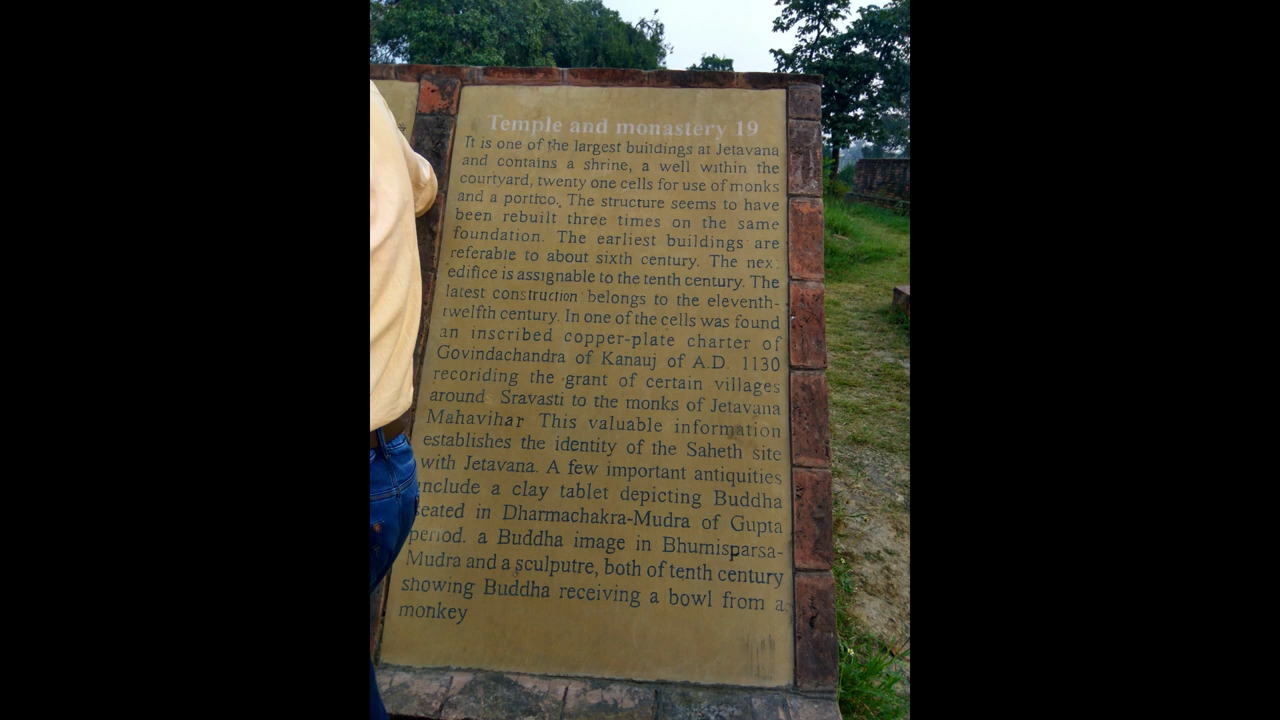 Temple and monastery 19
It is one of the largest buildings at Jetavana
and contains a shrine, a well within the
courtyard, twenty one cells for use of monks
and a portico. The structure seems to have
been rebuilt three times on the same
foundation. The earliest buildings are
referable to about sixth century. The nex
edifice is assignable to the tenth century. The
latest construction belongs to the eleventh-
twelfth century. In one of the cells was found
an inscribed copper-plate charter of
Govindachandra of Kanauj of A.D. 1130
recoriding the grant of certain villages
around Sravasti to the monks of Jetavana
Mahavihar This valuable information
establishes the identity of the Saheth site
with Jetavana. A few important antiquities
include a clay tablet depicting Buddha
seated in Dharmachakra-Mudra of Gupta
period. a Buddha image in Bhumisparsa-
Mudra and a sculputre, both of tenth century
showing Buddha receiving a bowl from a
monkey